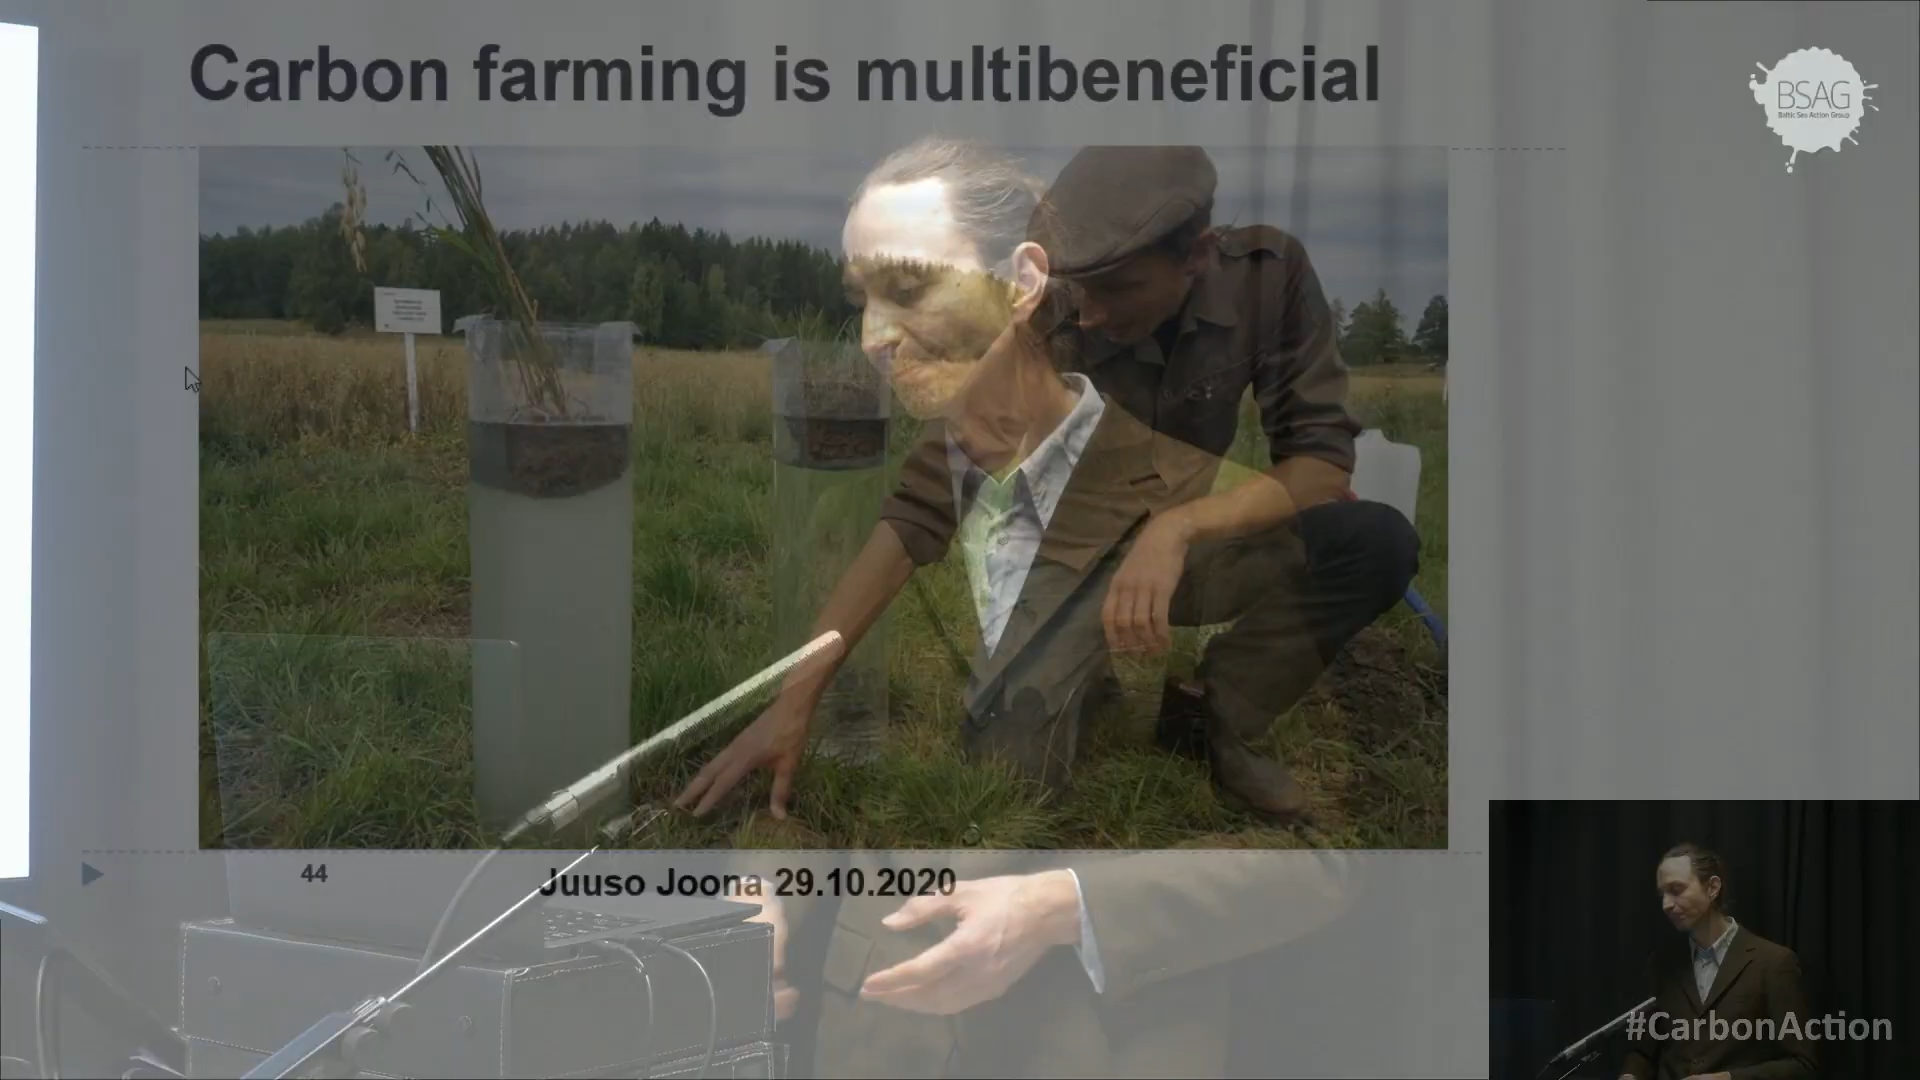 Carbon farming is multibeneficial
BSAG
Baltic Sea Action Group
44
Juuso Joona 29.10.2020
#CarbonAction